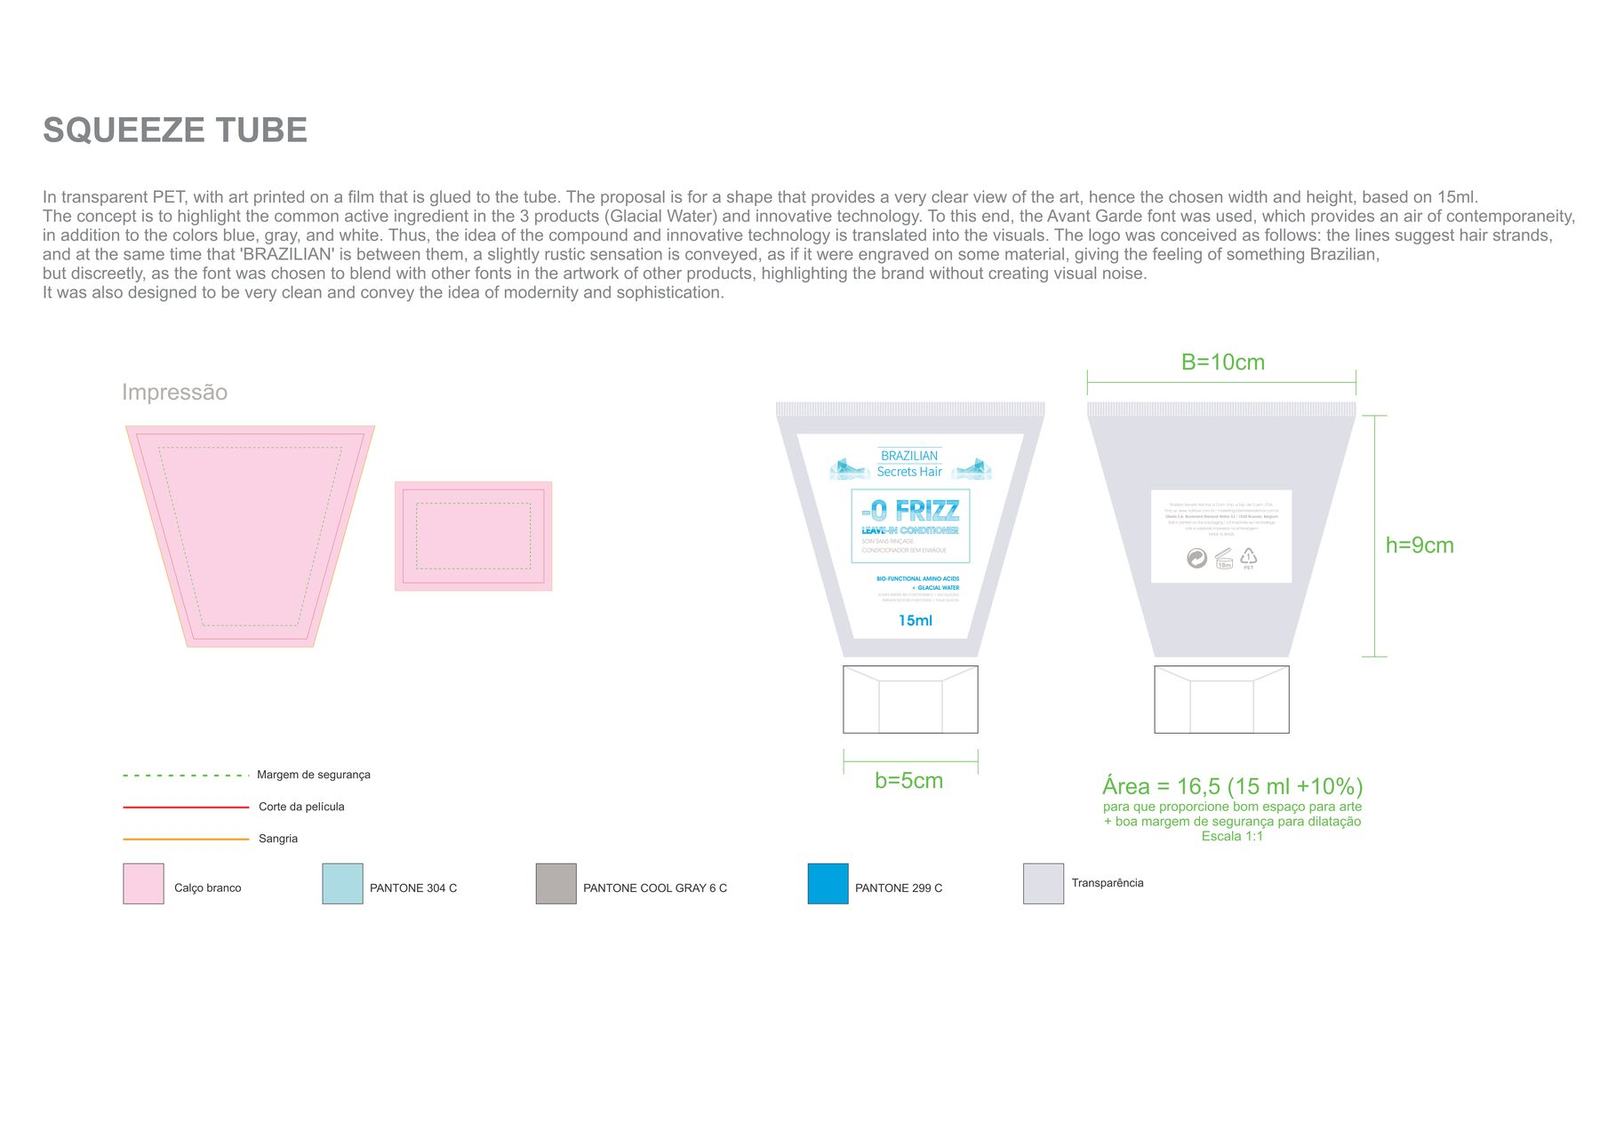 SQUEEZE TUBE
In transparent PET, with art printed on a film that is glued to the tube. The proposal is for a shape that provides a very clear view of the art, hence the chosen width and height, based on 15ml.
The concept is to highlight the common active ingredient in the 3 products (Glacial Water) and innovative technology. To this end, the Avant Garde font was used, which provides an air of contemporaneity,
in addition to the colors blue, gray, and white. Thus, the idea of the compound and innovative technology is translated into the visuals. The logo was conceived as follows: the lines suggest hair strands,
and at the same time that 'BRAZILIAN' is between them, a slightly rustic sensation is conveyed, as if it were engraved on some material, giving the feeling of something Brazilian,
but discreetly, as the font was chosen to blend with other fonts in the artwork of other products, highlighting the brand without creating visual noise.
It was also designed to be very clean and convey the idea of modernity and sophistication.
Impressão
BRAZILIAN
Secrets Hair
-0 FRIZZ
LEAVE-IN CONDITIONER
SOIN SANS RINÇAGE
CONDICIONADOR SEM ENXÁGUE
BIO-FUNCTIONAL AMINO ACIDS
+ GLACIAL WATER
15ml
b=5cm
B=10cm
h=9cm
18m
1
PET
Área = 16,5 (15 ml +10%)
para que proporcione bom espaço para arte
+ boa margem de segurança para dilatação
Escala 1:1
Margem de segurança
Corte da película
Sangria
Calço branco
PANTONE 304 C
PANTONE COOL GRAY 6 C
PANTONE 299 C
Transparência